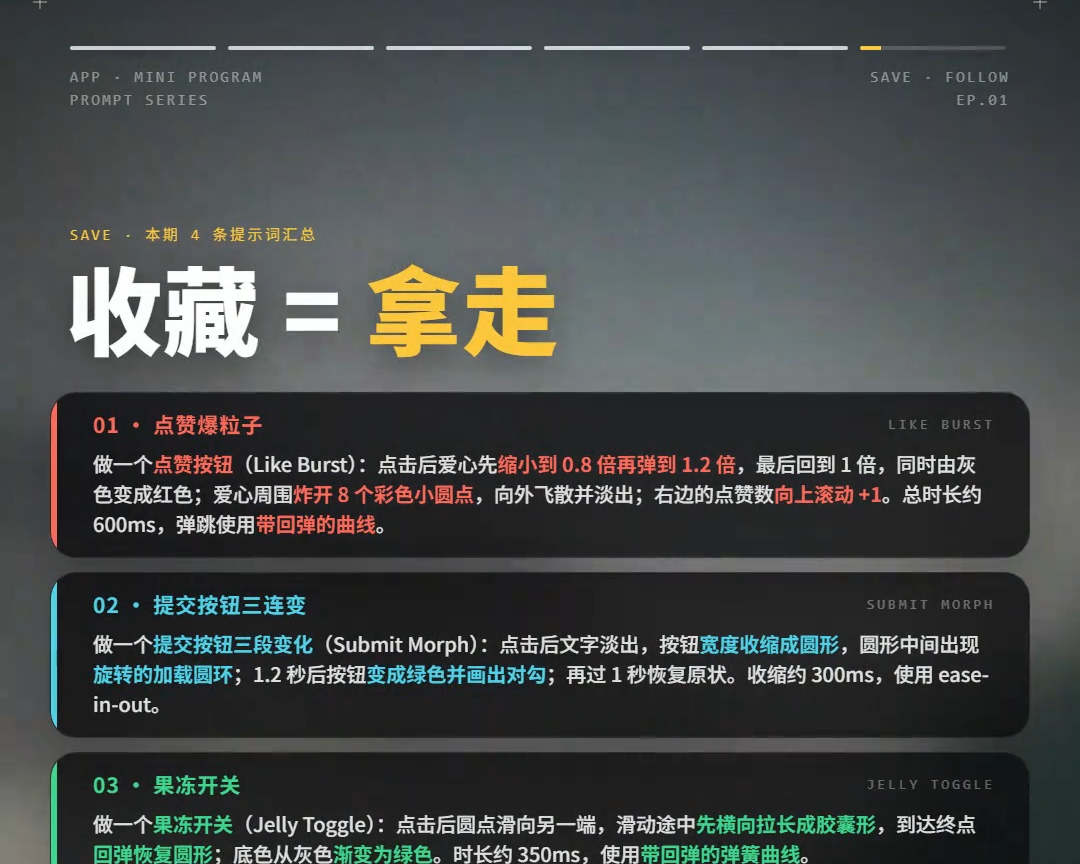 APP · MINI PROGRAM
PROMPT SERIES
SAVE · FOLLOW
EP.01
SAVE · 本期 4 条提示词汇总
收藏 = 拿走
01 · 点赞爆粒子
LIKE BURST
做一个点赞按钮（Like Burst）：点击后爱心先缩小到 0.8 倍再弹到 1.2 倍，最后回到 1 倍，同时由灰
色变成红色；爱心周围炸开 8 个彩色小圆点，向外飞散并淡出；右边的点赞数向上滚动 +1。总时长约
600ms，弹跳使用带回弹的曲线。
02 · 提交按钮三连变
SUBMIT MORPH
做一个提交按钮三段变化（Submit Morph）：点击后文字淡出，按钮宽度收缩成圆形，圆形中间出现
旋转的加载圆环；1.2 秒后按钮变成绿色并画出对勾；再过 1 秒恢复原状。收缩约 300ms，使用 ease-
in-out。
03 · 果冻开关
JELLY TOGGLE
做一个果冻开关（Jelly Toggle）：点击后圆点滑向另一端，滑动途中先横向拉长成胶囊形，到达终点
回弹恢复圆形；底色从灰色渐变为绿色。时长约 350ms，使用带回弹的弹簧曲线。